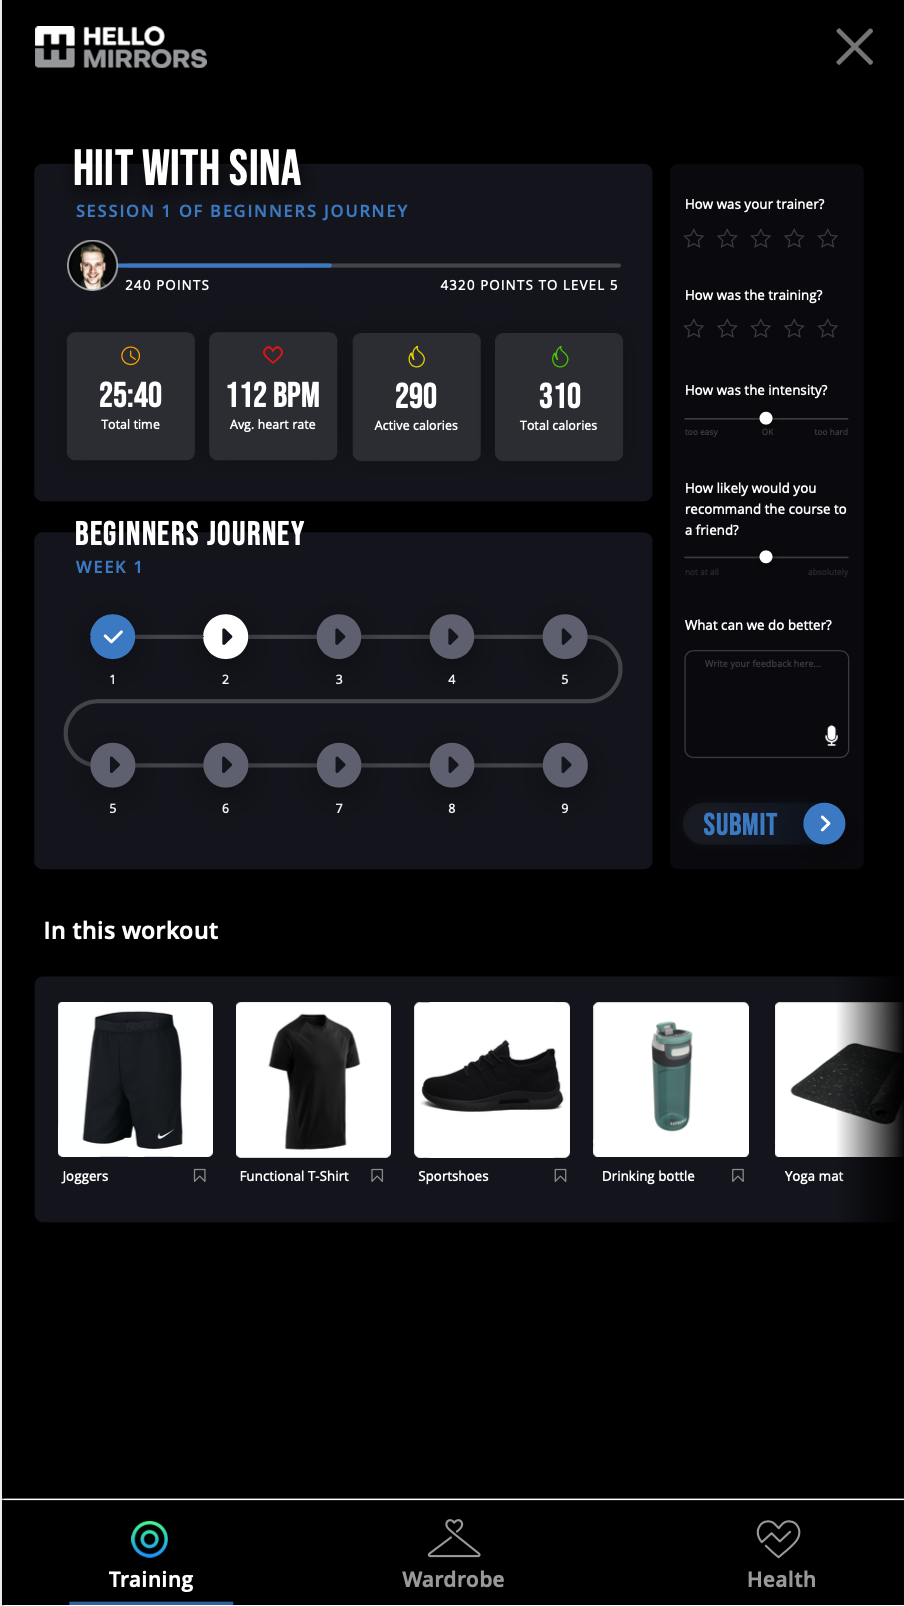 HELLO
MIRRORS
HIIT WITH SINA
SESSION 1 OF BEGINNERS JOURNEY
240 POINTS
4320 POINTS TO LEVEL 5
25:40
Total time
112 BPM
Avg. heart rate
290
Active calories
310
Total calories
BEGINNERS JOURNEY
WEEK 1
1
2
3
4
5
5
6
7
8
9
How was your trainer?
How was the training?
How was the intensity?
too easy
OK
too hard
How likely would you
recommand the course to
a friend?
not at all
absolutely
What can we do better?
Write your feedback here...
SUBMIT
In this workout
Joggers
Functional T-Shirt
Sportshoes
Drinking bottle
Yoga mat
Training
Wardrobe
Health